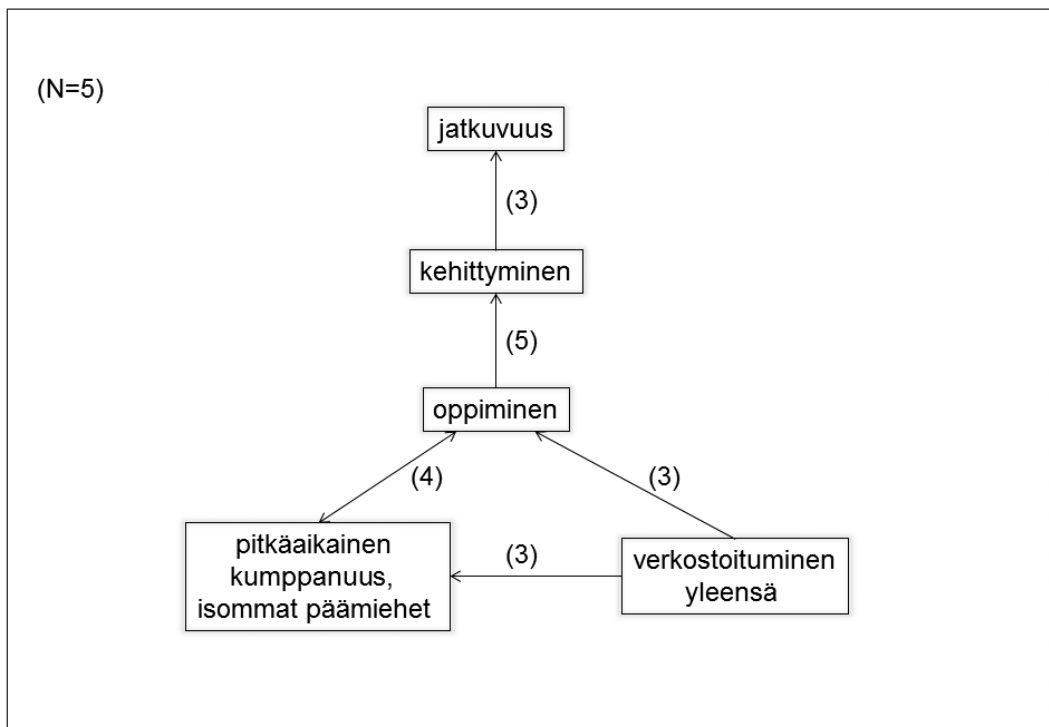 (N=5)
jatkuvuus
(3)
kehittyminen
(5)
oppiminen
(4)
(3)
pitkäaikainen
kumppanuus,
isommat päämiehet
(3)
verkostoituminen
yleensä